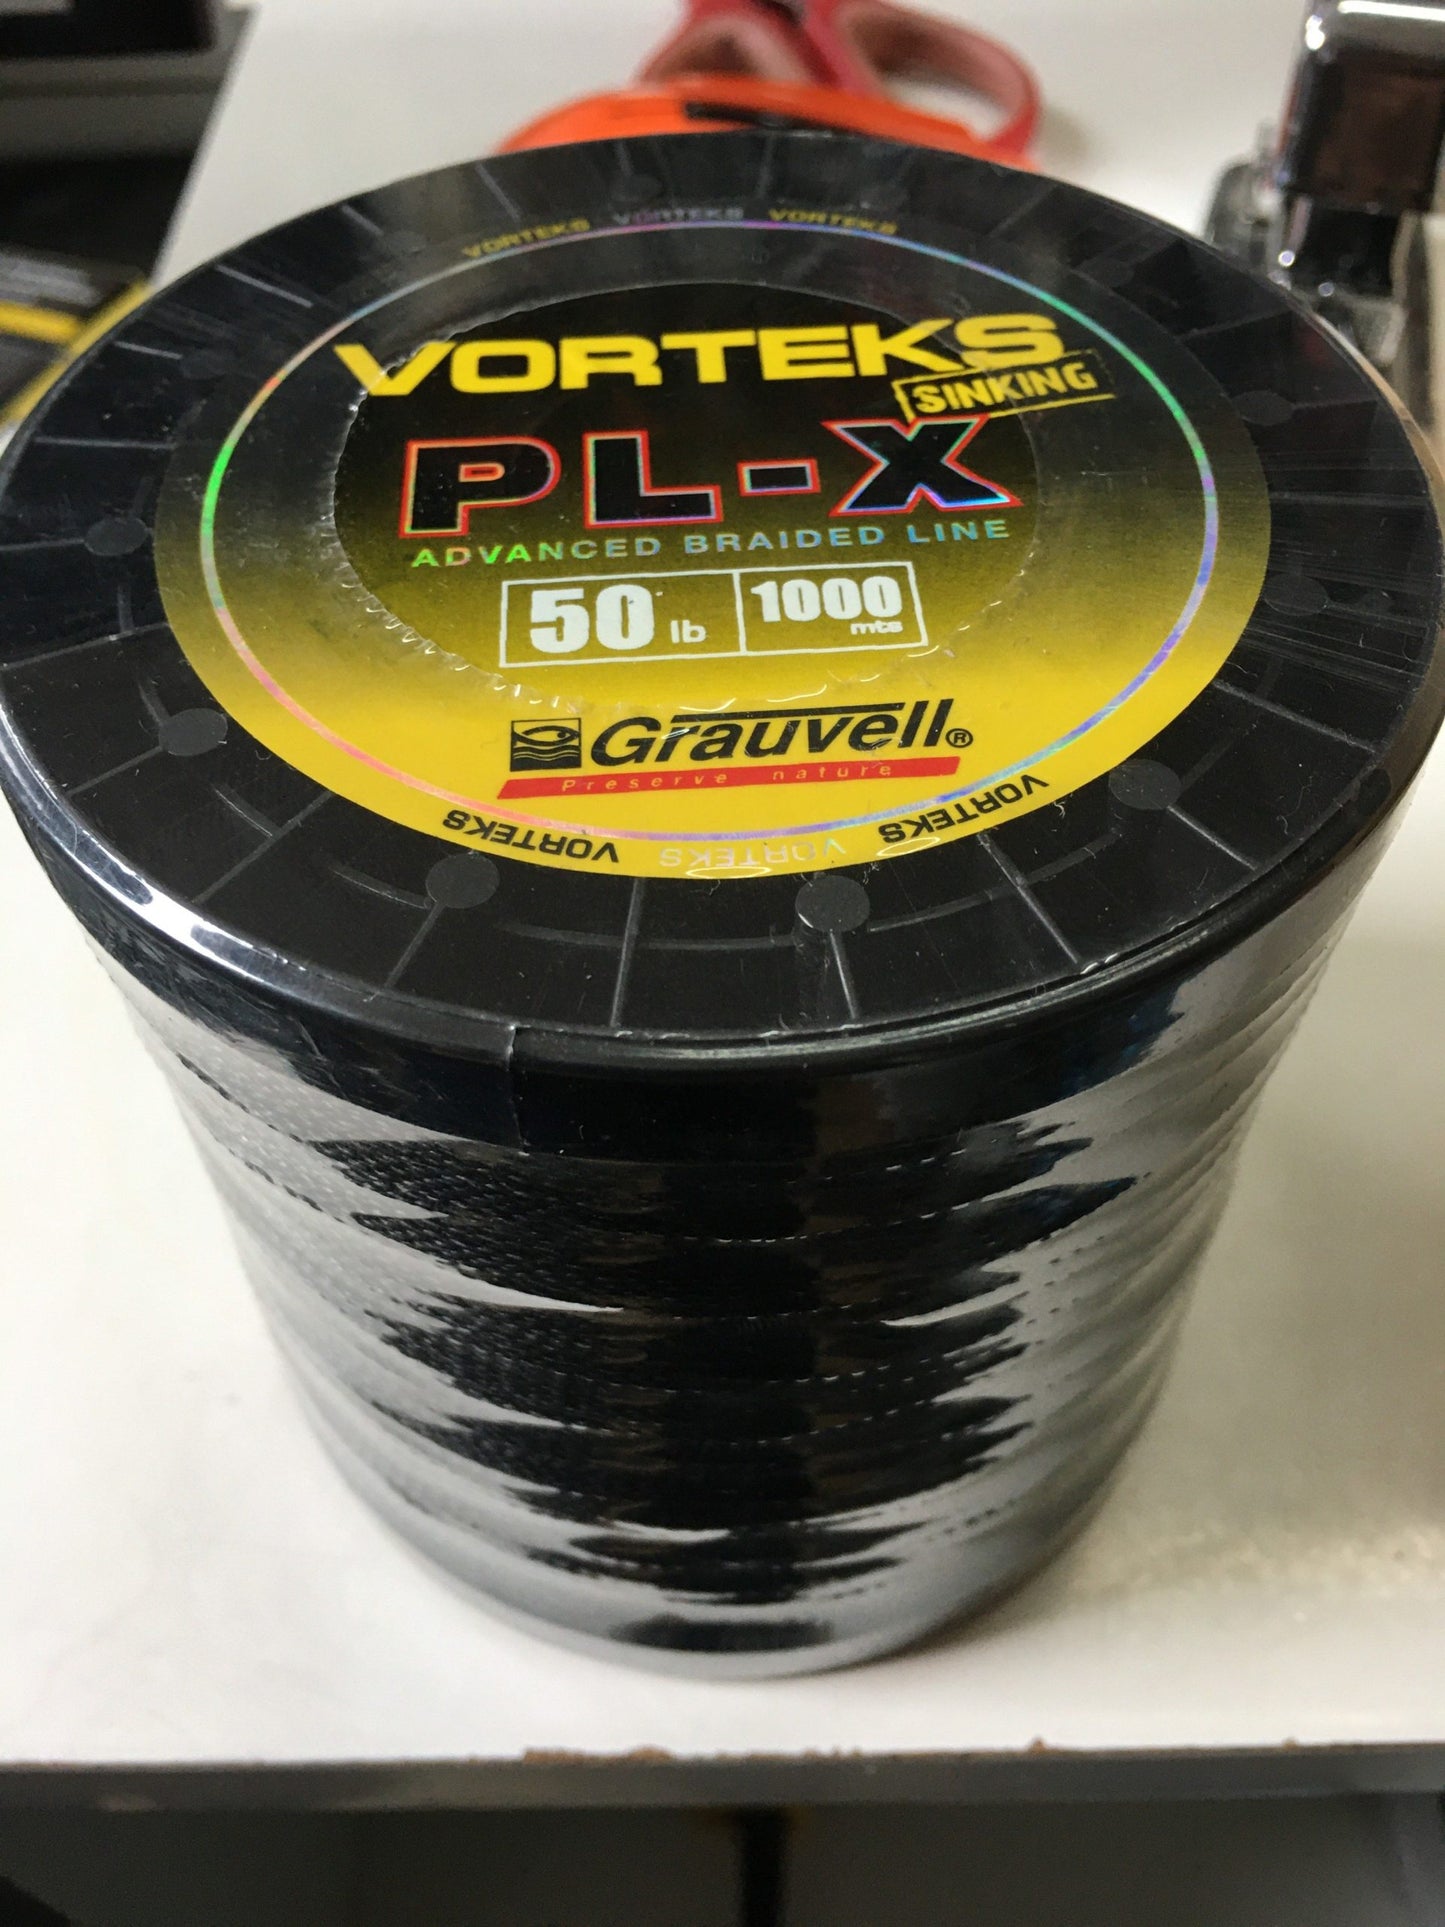 VORTEKS VORTEKS VORTEKS
VORTEKS
SINKING
PL-X
ADVANCED BRAIDED LINE
50 lb 1000 mts
Grauvell®
Preserve nature
VORTEKS VORTEKS VORTEKS VORTEKS